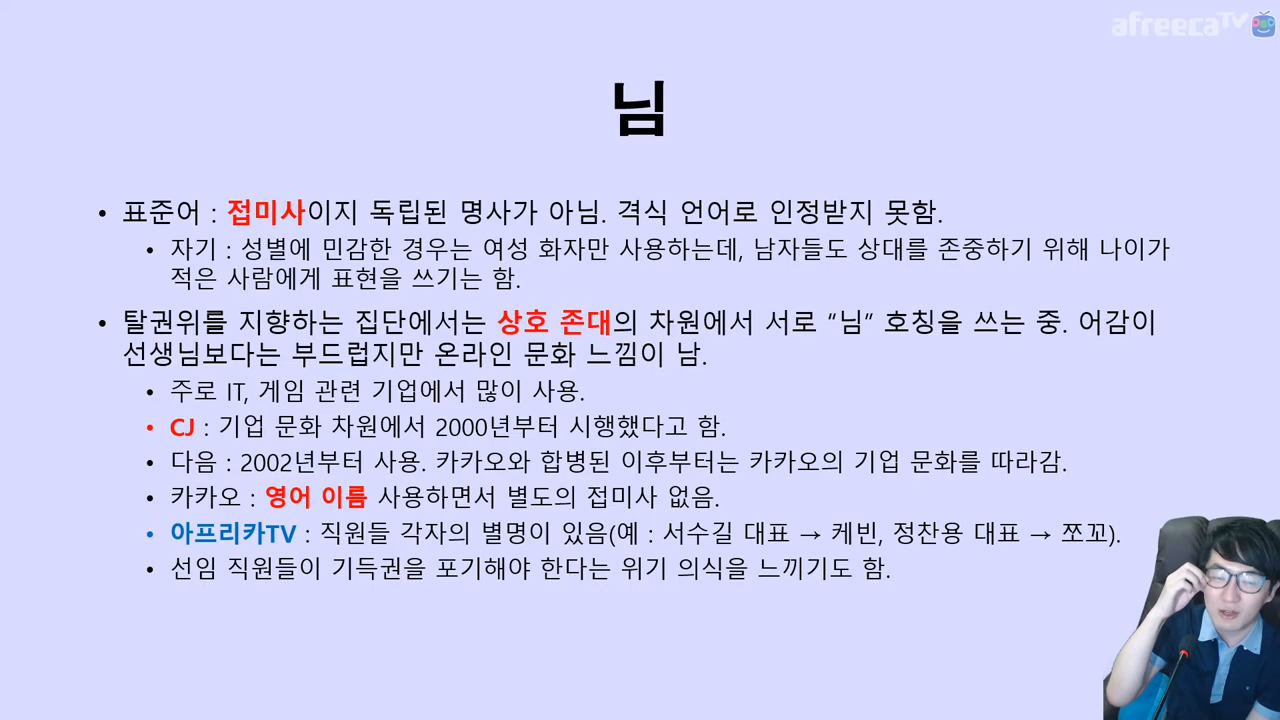 afreecaTV
님
• 표준어 : 접미사이지 독립된 명사가 아님. 격식 언어로 인정받지 못함.
• 자기 : 성별에 민감한 경우는 여성 화자만 사용하는데, 남자들도 상대를 존중하기 위해 나이가
적은 사람에게 표현을 쓰기는 함.
• 탈권위를 지향하는 집단에서는 상호 존대의 차원에서 서로 “님” 호칭을 쓰는 중. 어감이
선생님보다는 부드럽지만 온라인 문화 느낌이 남.
• 주로 IT, 게임 관련 기업에서 많이 사용.
• CJ : 기업 문화 차원에서 2000년부터 시행했다고 함.
• 다음 : 2002년부터 사용. 카카오와 합병된 이후부터는 카카오의 기업 문화를 따라감.
• 카카오 : 영어 이름 사용하면서 별도의 접미사 없음.
• 아프리카TV : 직원들 각자의 별명이 있음(예 : 서수길 대표 → 케빈, 정찬용 대표 → 쪼꼬).
• 선임 직원들이 기득권을 포기해야 한다는 위기 의식을 느끼기도 함.